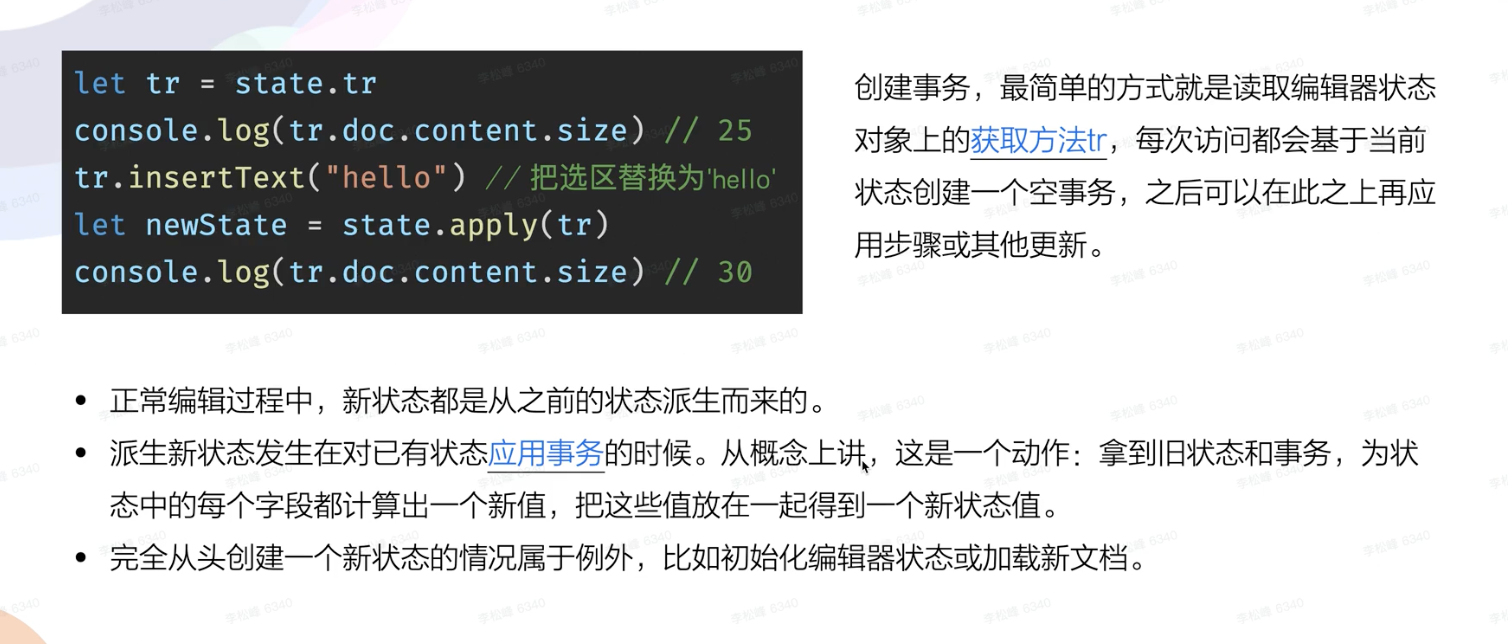 let tr = state.tr
console.log(tr.doc.content.size) // 25
tr.insertText("hello") // 把选区替换为'hello'
let newState = state.apply(tr)
console.log(tr.doc.content.size) // 30
创建事务，最简单的方式就是读取编辑器状态
对象上的获取方法tr，每次访问都会基于当前
状态创建一个空事务，之后可以在此之上再应
用步骤或其他更新。
• 正常编辑过程中，新状态都是从之前的状态派生而来的。
• 派生新状态发生在对已有状态应用事务的时候。从概念上讲，这是一个动作：拿到旧状态和事务，为状
态中的每个字段都计算出一个新值，把这些值放在一起得到一个新状态值。
• 完全从头创建一个新状态的情况属于例外，比如初始化编辑器状态或加载新文档。
李松峰 6340